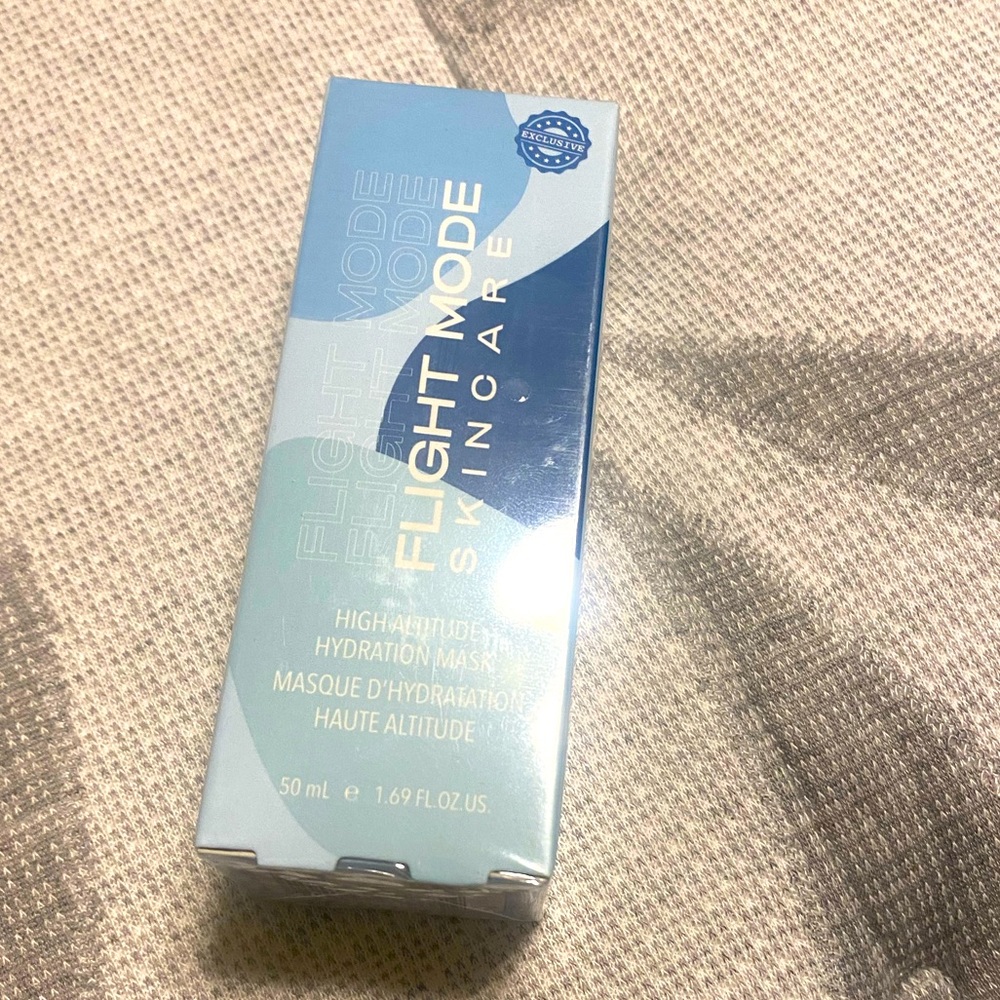 EXCLUSIVE
FLIGHT MODE
FLIGHT MODE
FLIGHT MODE
SKINCARE
HIGH ALTITUDE
HYDRATION MASK
MASQUE D'HYDRATATION
HAUTE ALTITUDE
50 mL e 1.69 FL.OZ.US.